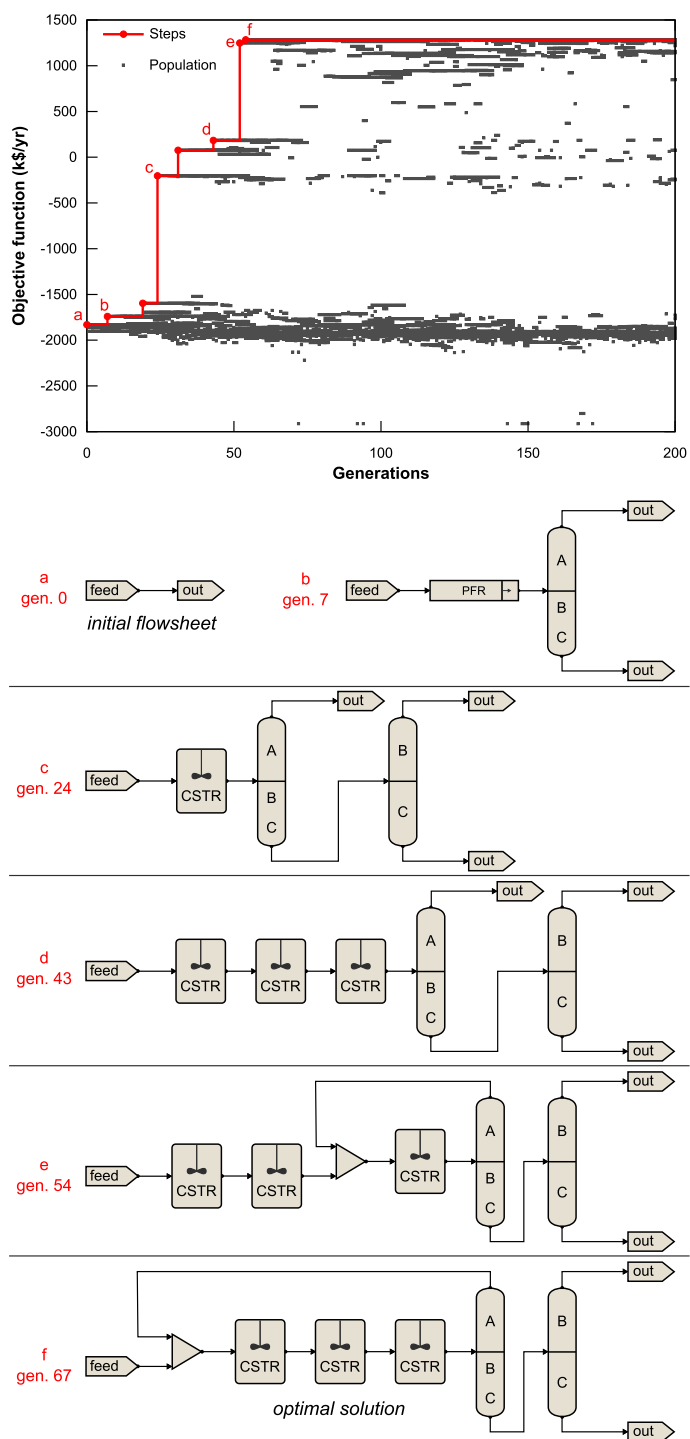 1500
1000
500
0
-500
-1000
-1500
-2000
-2500
-3000
Objective function (k$/yr)
Steps
Population
a
b
c
d
e
f
0
50
100
150
200
Generations
a
gen. 0
feed
out
initial flowsheet
b
gen. 7
feed
PFR
A
B
C
out
out
c
gen. 24
feed
CSTR
A
B
C
out
B
C
out
out
d
gen. 43
feed
CSTR
CSTR
CSTR
A
B
C
out
B
C
out
out
e
gen. 54
feed
CSTR
CSTR
CSTR
A
B
C
B
C
out
out
f
gen. 67
feed
CSTR
CSTR
CSTR
A
B
C
B
C
out
out
optimal solution